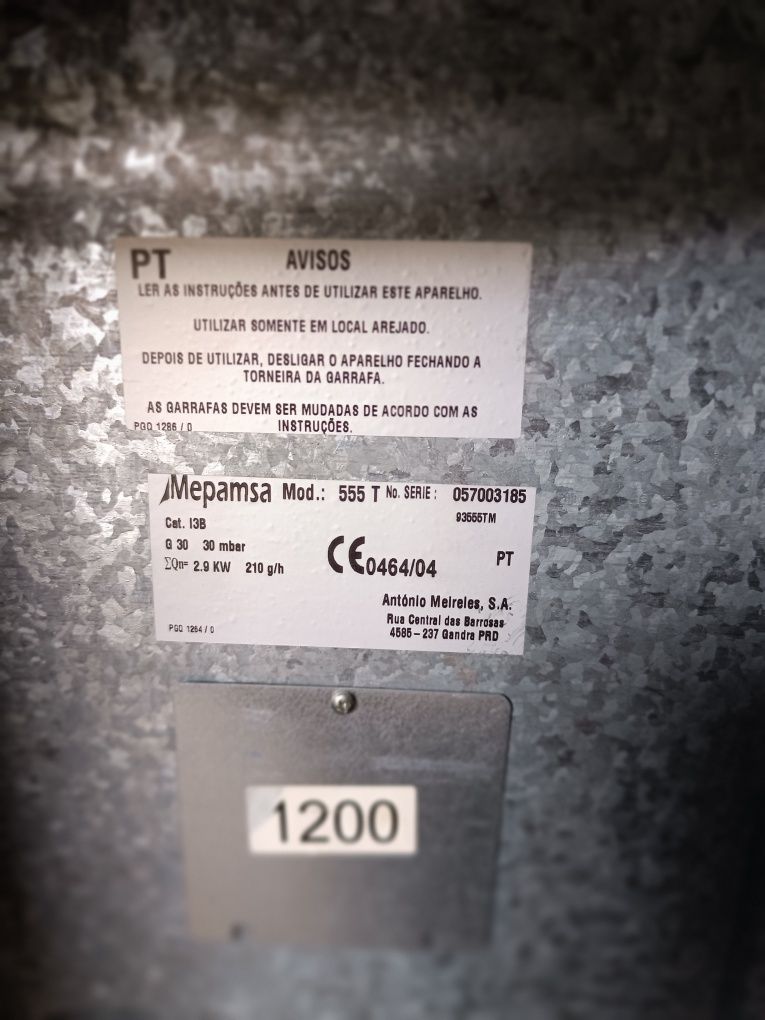 PT AVISOS
LER AS INSTRUÇÕES ANTES DE UTILIZAR ESTE APARELHO.
UTILIZAR SOMENTE EM LOCAL AREJADO.
DEPOIS DE UTILIZAR, DESLIGAR O APARELHO FECHANDO A
TORNEIRA DA GARRAFA.
AS GARRAFAS DEVEM SER MUDADAS DE ACORDO COM AS
PGD 1286 / 0 INSTRUÇÕES.
Mepamsa Mod.: 555 T No. SERIE : 057003185
93555TM
Cat. I3B
G 30 30 mbar
CE0464/04 PT
ΣQn= 2.9 KW 210 g/h
António Meireles, S.A.
Rua Central das Barrosas
PGD 1264 / 0 4585 - 237 Gandra PRD
1200